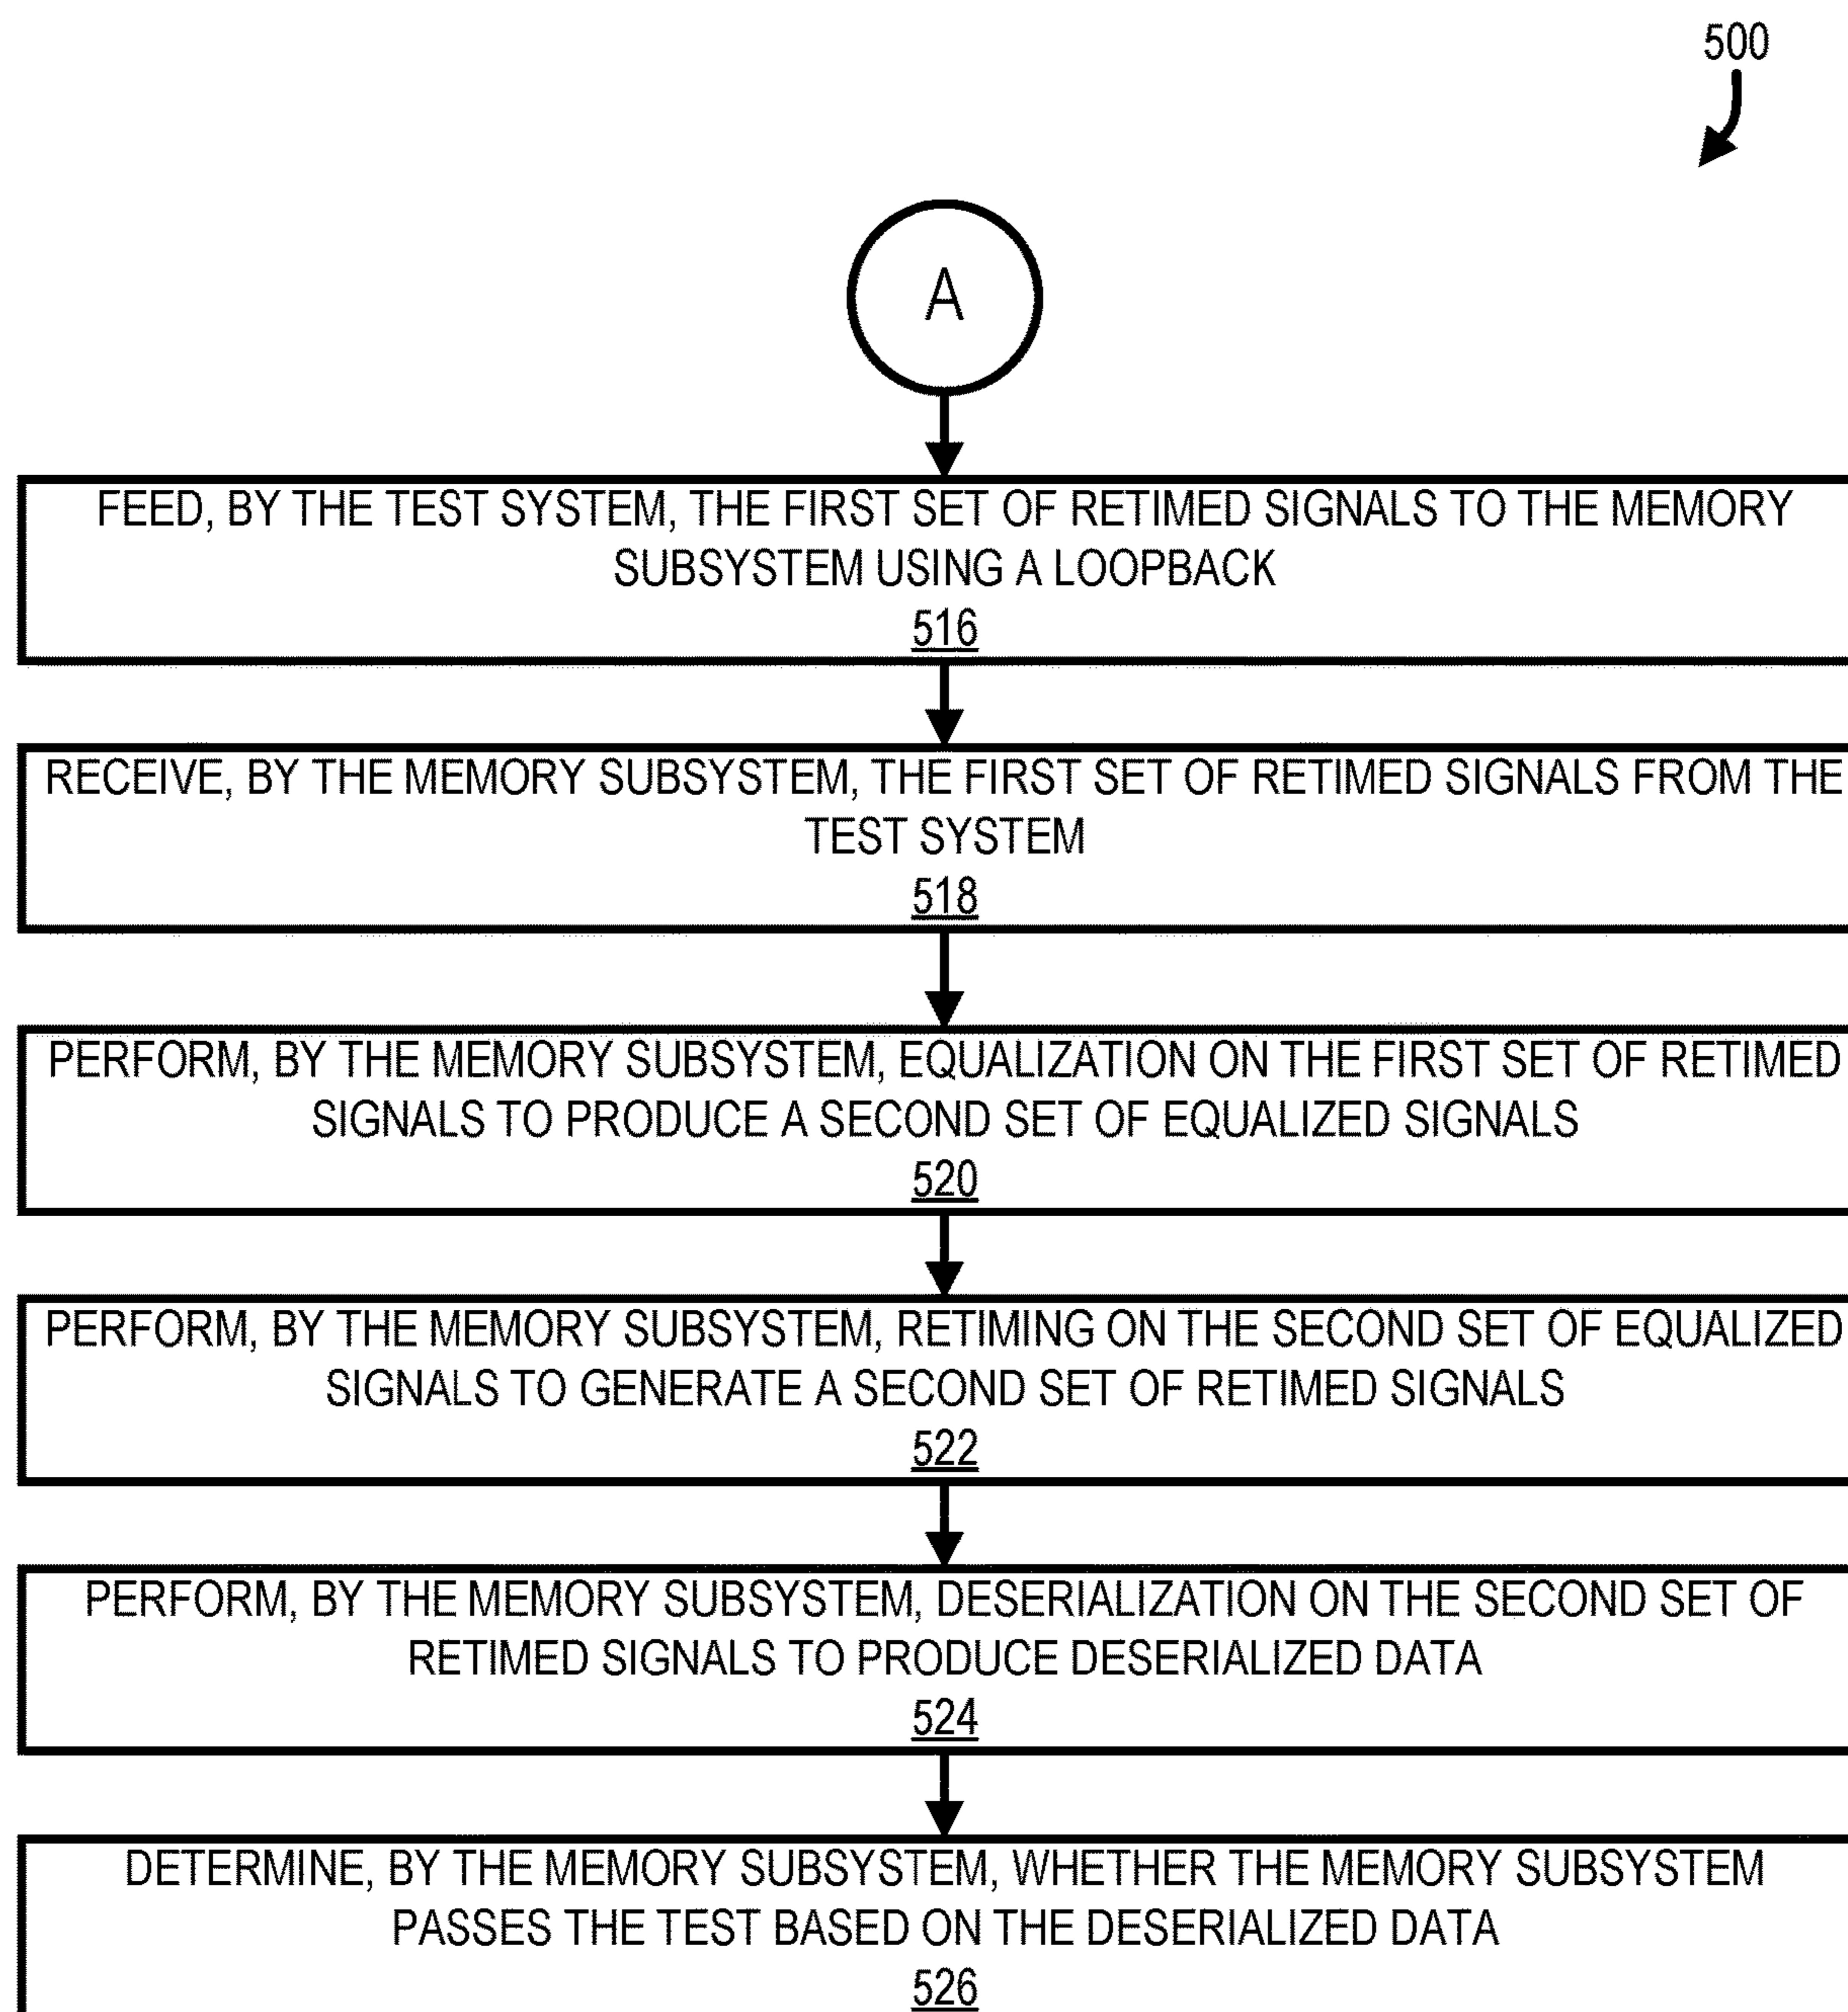 500
A
FEED, BY THE TEST SYSTEM, THE FIRST SET OF RETIMED SIGNALS TO THE MEMORY
SUBSYSTEM USING A LOOPBACK
516
RECEIVE, BY THE MEMORY SUBSYSTEM, THE FIRST SET OF RETIMED SIGNALS FROM THE
TEST SYSTEM
518
PERFORM, BY THE MEMORY SUBSYSTEM, EQUALIZATION ON THE FIRST SET OF RETIMED
SIGNALS TO PRODUCE A SECOND SET OF EQUALIZED SIGNALS
520
PERFORM, BY THE MEMORY SUBSYSTEM, RETIMING ON THE SECOND SET OF EQUALIZED
SIGNALS TO GENERATE A SECOND SET OF RETIMED SIGNALS
522
PERFORM, BY THE MEMORY SUBSYSTEM, DESERIALIZATION ON THE SECOND SET OF
RETIMED SIGNALS TO PRODUCE DESERIALIZED DATA
524
DETERMINE, BY THE MEMORY SUBSYSTEM, WHETHER THE MEMORY SUBSYSTEM
PASSES THE TEST BASED ON THE DESERIALIZED DATA
526